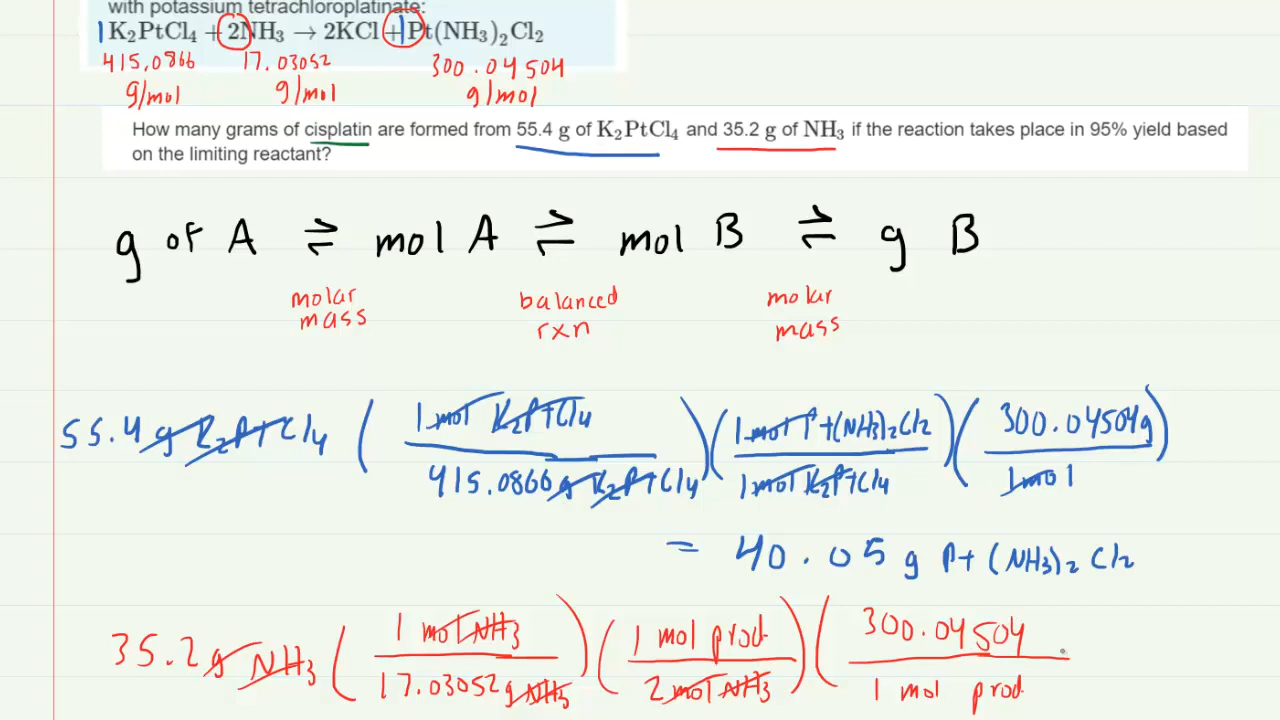 with potassium tetrachloroplatinate:
1K₂PtCl₄ + 2NH₃ → 2KCl + 1Pt(NH₃)₂Cl₂
415.0866 17.03052 300.04504
g/mol g/mol g/mol
How many grams of cisplatin are formed from 55.4 g of K₂PtCl₄ and 35.2 g of NH₃ if the reaction takes place in 95% yield based
on the limiting reactant?
g of A ⇌ mol A ⇌ mol B ⇌ g B
molar balanced molar
mass rxn mass
55.4 g K₂PtCl₄ (1 mol K₂PtCl₄ / 415.0866 g K₂PtCl₄) (1 mol Pt(NH₃)₂Cl₂ / 1 mol K₂PtCl₄) (300.04504 g / 1 mol)
= 40.05 g Pt(NH₃)₂Cl₂
35.2 g NH₃ (1 mol NH₃ / 17.03052 g NH₃) (1 mol prod / 2 mol NH₃) (300.04504 / 1 mol prod